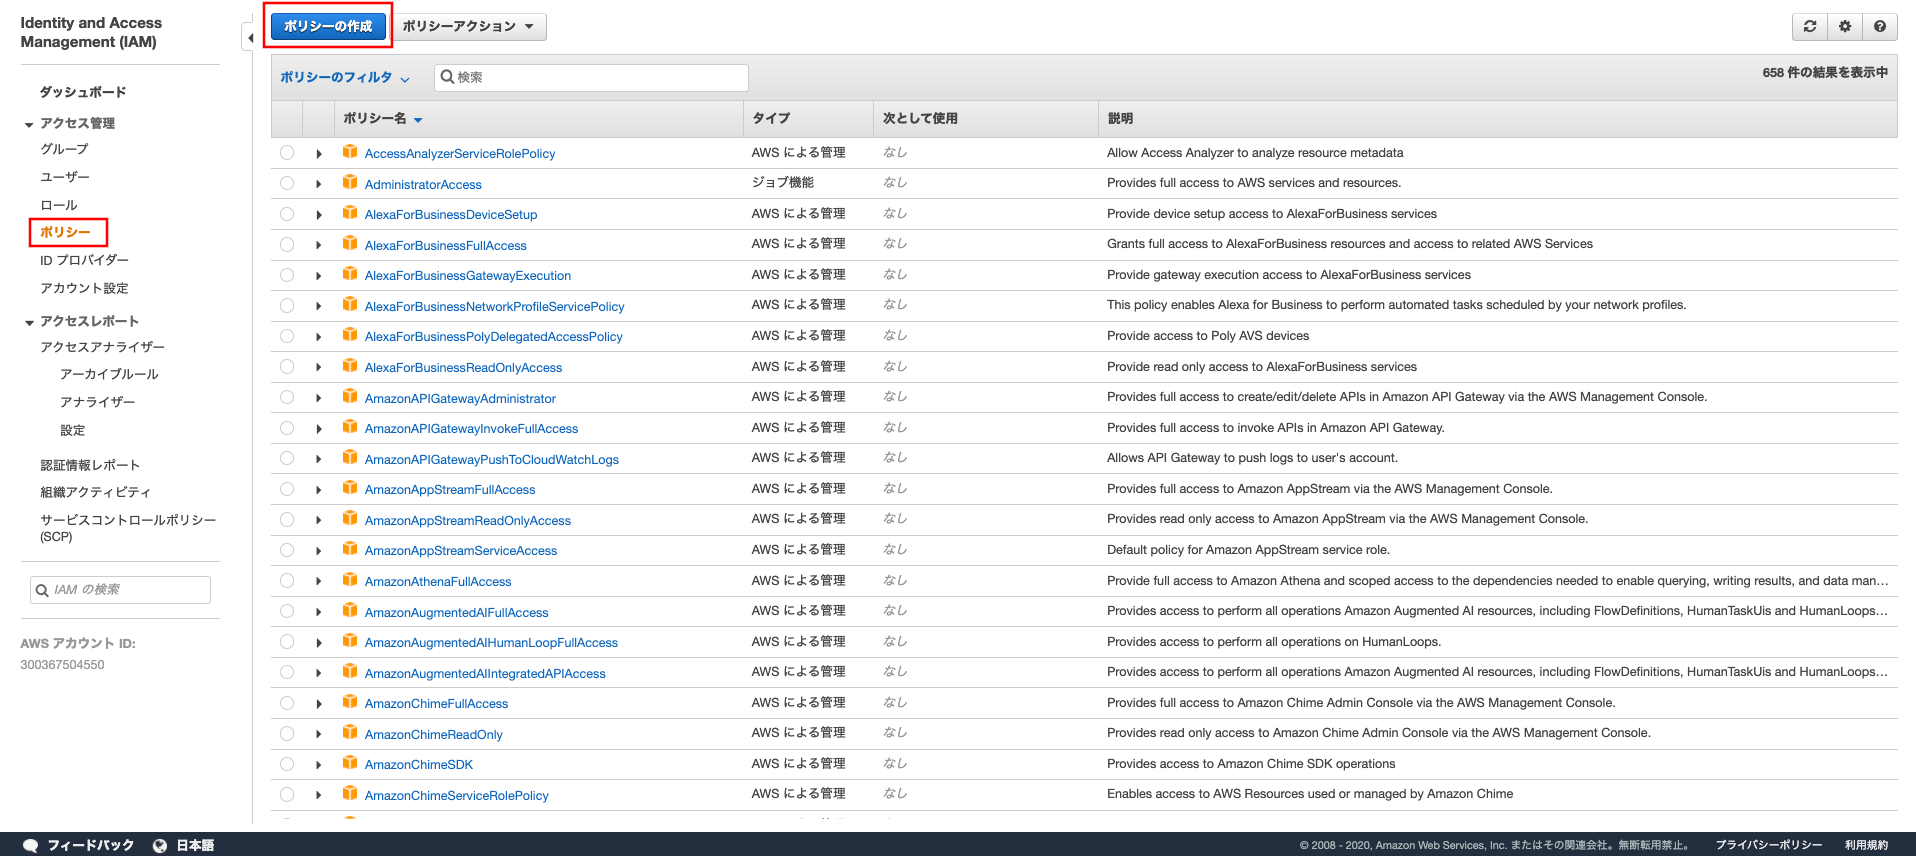 Identity and Access
Management (IAM)
ダッシュボード
アクセス管理
グループ
ユーザー
ロール
ポリシー
ID プロバイダー
アカウント設定
アクセスレポート
アクセスアナライザー
アーカイブルール
アナライザー
設定
認証情報レポート
組織アクティビティ
サービスコントロールポリシー
(SCP)
IAM の検索
AWS アカウント ID:
300367504550
ポリシーの作成 ポリシーアクション
ポリシーのフィルタ 検索 658 件の結果を表示中
ポリシー名 タイプ 次として使用 説明
AccessAnalyzerServiceRolePolicy AWS による管理 なし Allow Access Analyzer to analyze resource metadata
AdministratorAccess ジョブ機能 なし Provides full access to AWS services and resources.
AlexaForBusinessDeviceSetup AWS による管理 なし Provide device setup access to AlexaForBusiness services
AlexaForBusinessFullAccess AWS による管理 なし Grants full access to AlexaForBusiness resources and access to related AWS Services
AlexaForBusinessGatewayExecution AWS による管理 なし Provide gateway execution access to AlexaForBusiness services
AlexaForBusinessNetworkProfileServicePolicy AWS による管理 なし This policy enables Alexa for Business to perform automated tasks scheduled by your network profiles.
AlexaForBusinessPolyDelegatedAccessPolicy AWS による管理 なし Provide access to Poly AVS devices
AlexaForBusinessReadOnlyAccess AWS による管理 なし Provide read only access to AlexaForBusiness services
AmazonAPIGatewayAdministrator AWS による管理 なし Provides full access to create/edit/delete APIs in Amazon API Gateway via the AWS Management Console.
AmazonAPIGatewayInvokeFullAccess AWS による管理 なし Provides full access to invoke APIs in Amazon API Gateway.
AmazonAPIGatewayPushToCloudWatchLogs AWS による管理 なし Allows API Gateway to push logs to user's account.
AmazonAppStreamFullAccess AWS による管理 なし Provides full access to Amazon AppStream via the AWS Management Console.
AmazonAppStreamReadOnlyAccess AWS による管理 なし Provides read only access to Amazon AppStream via the AWS Management Console.
AmazonAppStreamServiceAccess AWS による管理 なし Default policy for Amazon AppStream service role.
AmazonAthenaFullAccess AWS による管理 なし Provide full access to Amazon Athena and scoped access to the dependencies needed to enable querying, writing results, and data man...
AmazonAugmentedAIFullAccess AWS による管理 なし Provides access to perform all operations Amazon Augmented AI resources, including FlowDefinitions, HumanTaskUis and HumanLoops...
AmazonAugmentedAIHumanLoopFullAccess AWS による管理 なし Provides access to perform all operations on HumanLoops.
AmazonAugmentedAIIntegratedAPIAccess AWS による管理 なし Provides access to perform all operations Amazon Augmented AI resources, including FlowDefinitions, HumanTaskUis and HumanLoops...
AmazonChimeFullAccess AWS による管理 なし Provides full access to Amazon Chime Admin Console via the AWS Management Console.
AmazonChimeReadOnly AWS による管理 なし Provides read only access to Amazon Chime Admin Console via the AWS Management Console.
AmazonChimeSDK AWS による管理 なし Provides access to Amazon Chime SDK operations
AmazonChimeServiceRolePolicy AWS による管理 なし Enables access to AWS Resources used or managed by Amazon Chime
フィードバック 日本語 © 2008 - 2020, Amazon Web Services, Inc. またはその関連会社。無断転用禁止。 プライバシーポリシー 利用規約